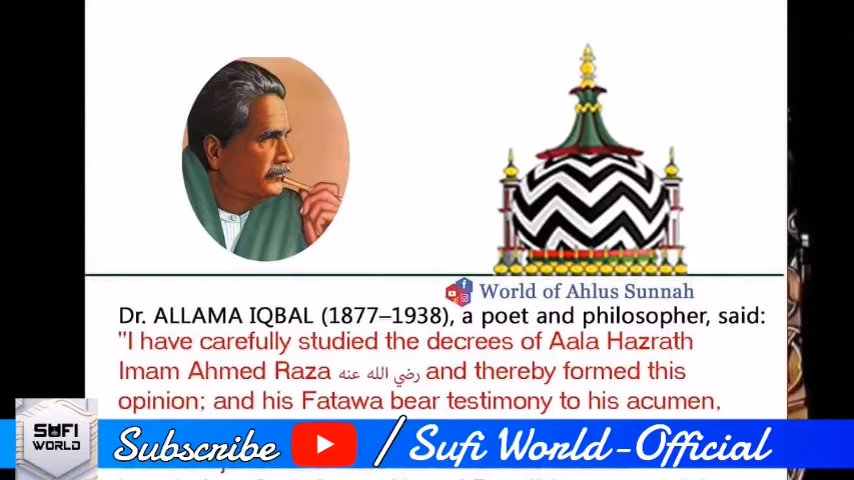 World of Ahlus Sunnah
Dr. ALLAMA IQBAL (1877–1938), a poet and philosopher, said:
"I have carefully studied the decrees of Aala Hazrath
Imam Ahmed Raza رضي الله عنه and thereby formed this
opinion; and his Fatawa bear testimony to his acumen,
SUFI
WORLD
Subscribe / Sufi World-Official